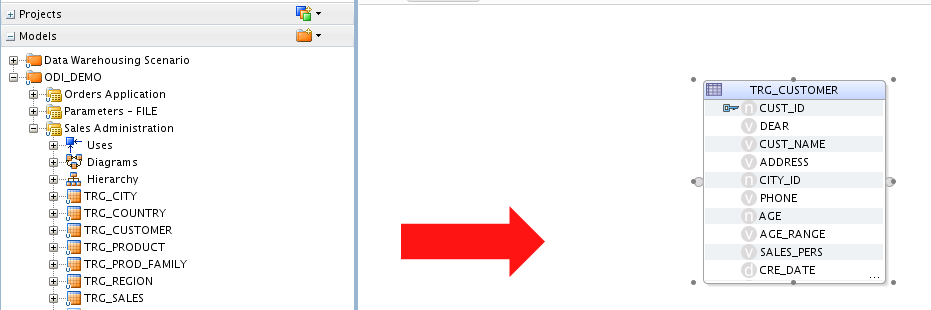 Projects
Models
Data Warehousing Scenario
ODI_DEMO
Orders Application
Parameters - FILE
Sales Administration
Uses
Diagrams
Hierarchy
TRG_CITY
TRG_COUNTRY
TRG_CUSTOMER
TRG_PRODUCT
TRG_PROD_FAMILY
TRG_REGION
TRG_SALES
TRG_CUSTOMER
n CUST_ID
v DEAR
v CUST_NAME
v ADDRESS
n CITY_ID
v PHONE
n AGE
v AGE_RANGE
v SALES_PERS
d CRE_DATE
...